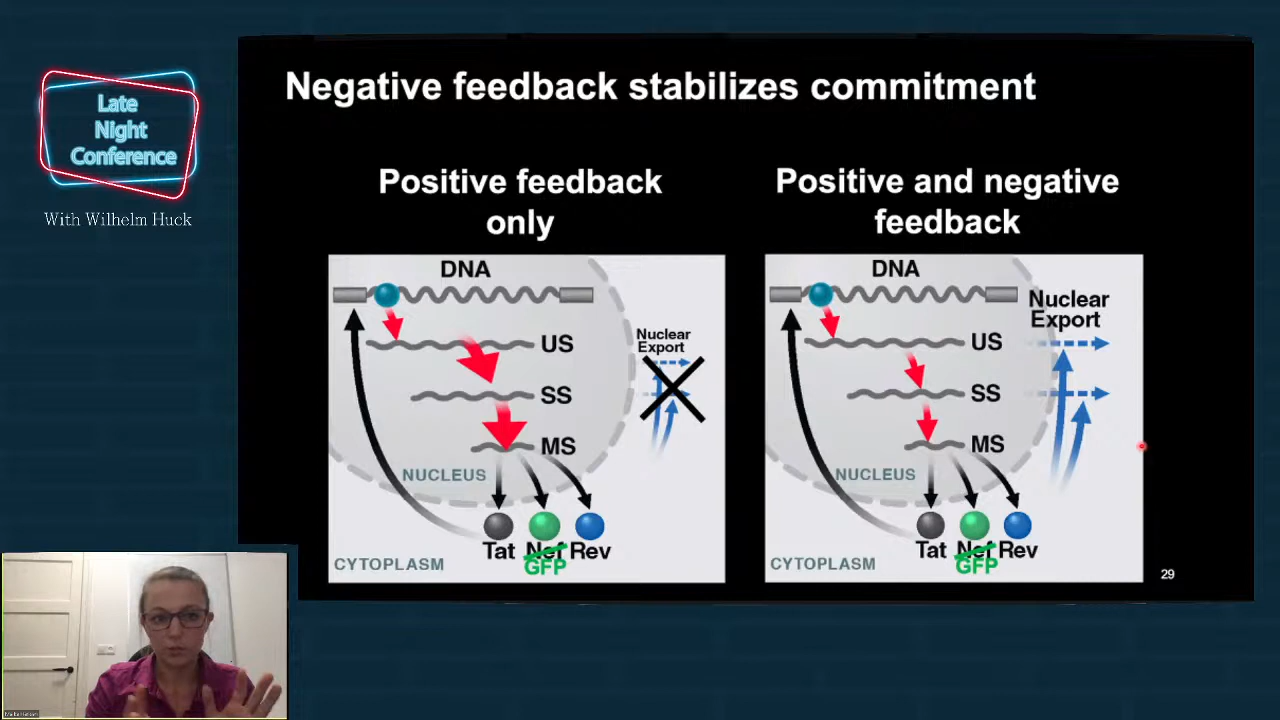 Late
Night
Conference
With Wilhelm Huck
Negative feedback stabilizes commitment
Positive feedback
only
DNA
US
Nuclear
Export
SS
MS
NUCLEUS
Tat Nef Rev
GFP
CYTOPLASM
Positive and negative
feedback
DNA
Nuclear
Export
US
SS
MS
NUCLEUS
Tat Nef Rev
GFP
CYTOPLASM
29